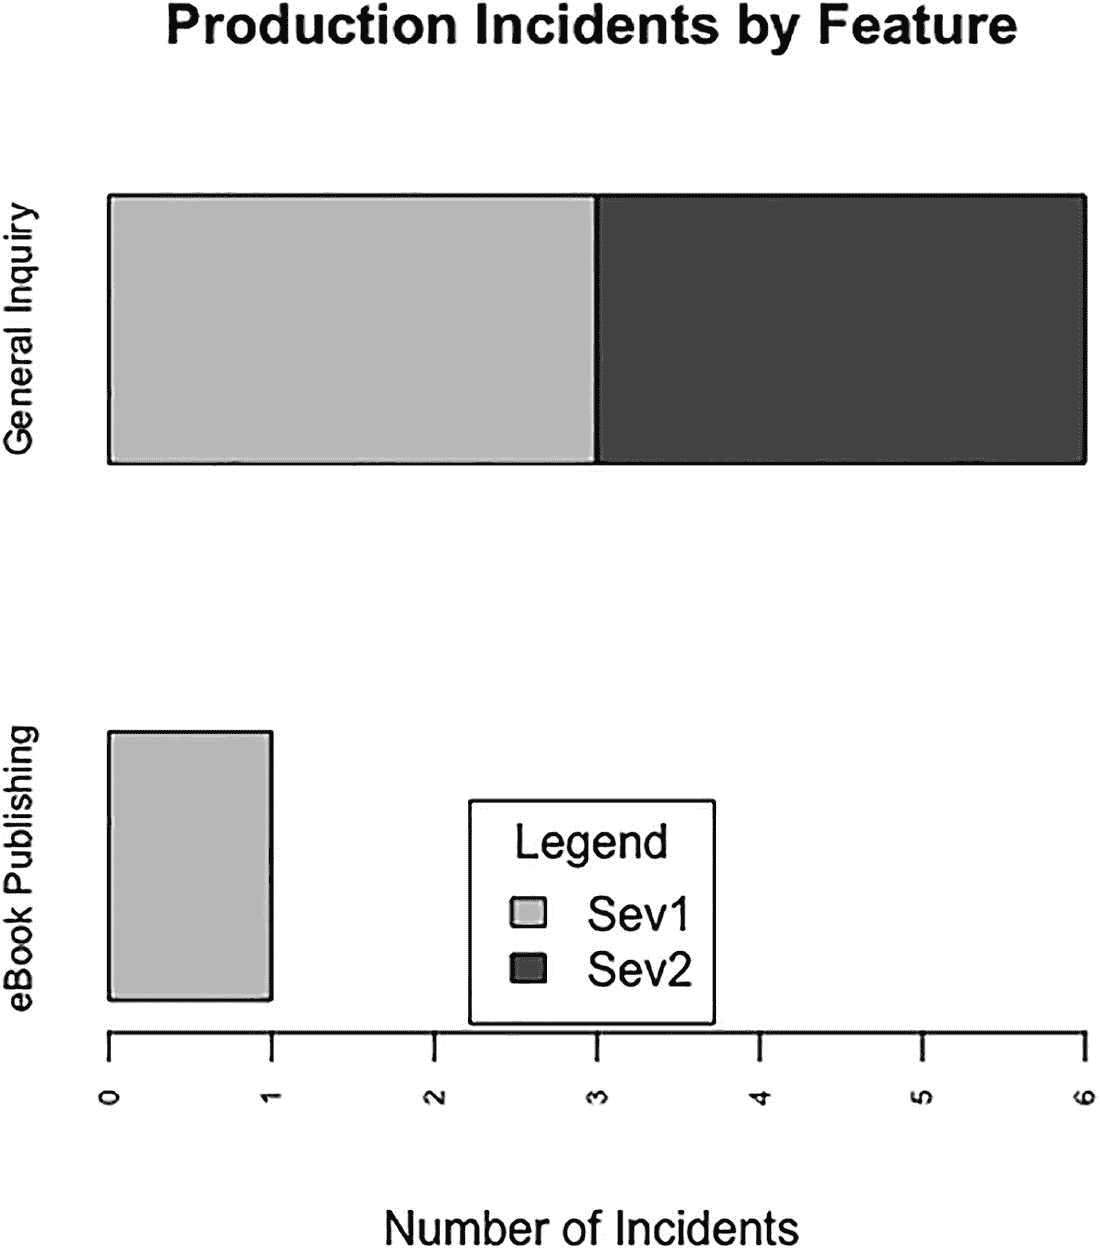 Production Incidents by Feature
General Inquiry
eBook Publishing
Legend
Sev1
Sev2
0 1 2 3 4 5 6
Number of Incidents